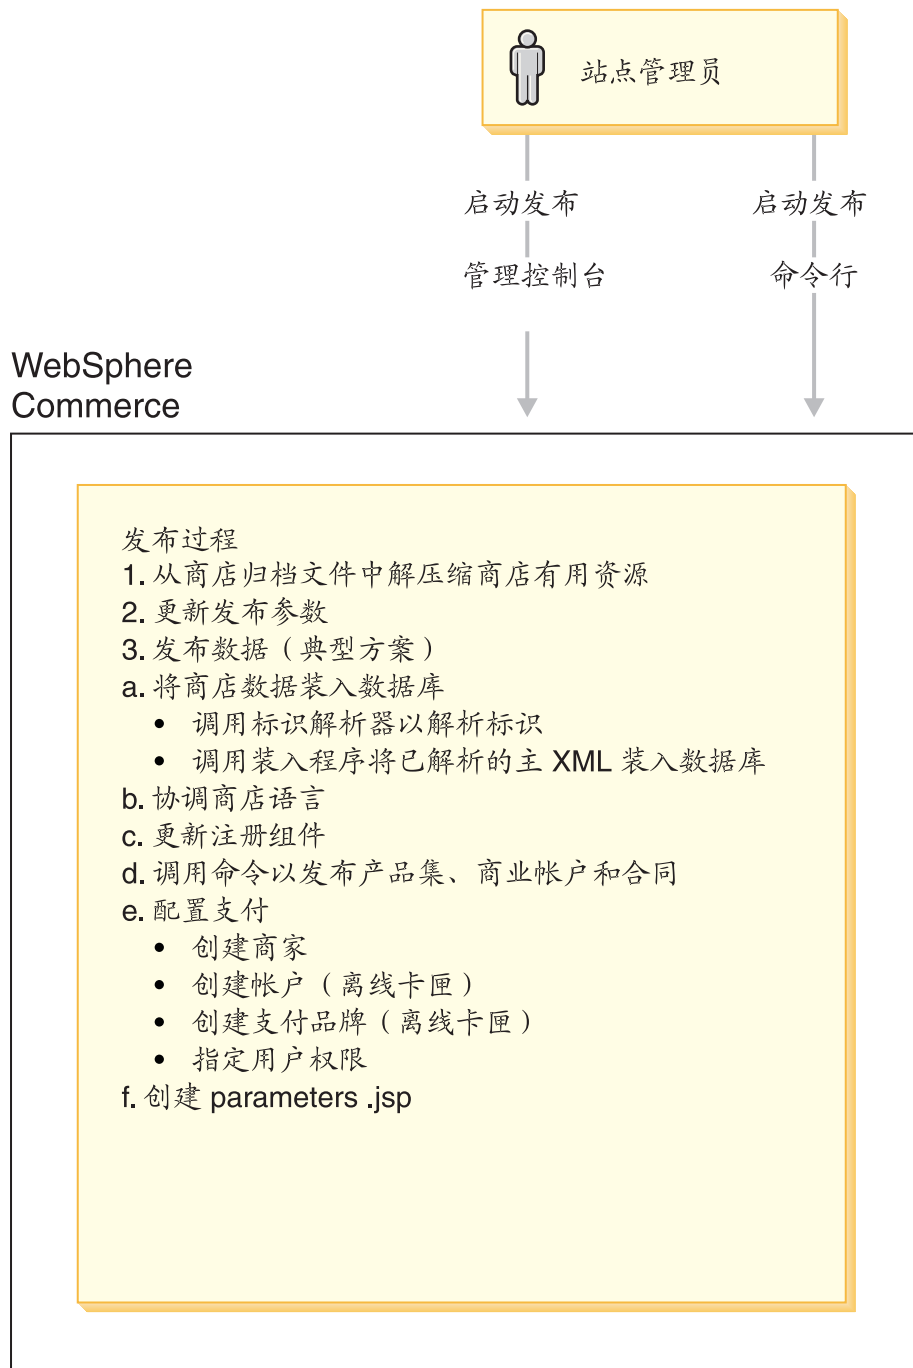 站点管理员
启动发布
启动发布
管理控制台
命令行
WebSphere
Commerce
发布过程
1. 从商店归档文件中解压缩商店有用资源
2. 更新发布参数
3. 发布数据（典型方案）
a. 将商店数据装入数据库
• 调用标识解析器以解析标识
• 调用装入程序将已解析的主 XML 装入数据库
b. 协调商店语言
c. 更新注册组件
d. 调用命令以发布产品集、商业帐户和合同
e. 配置支付
• 创建商家
• 创建帐户（离线卡匣）
• 创建支付品牌（离线卡匣）
• 指定用户权限
f. 创建 parameters .jsp